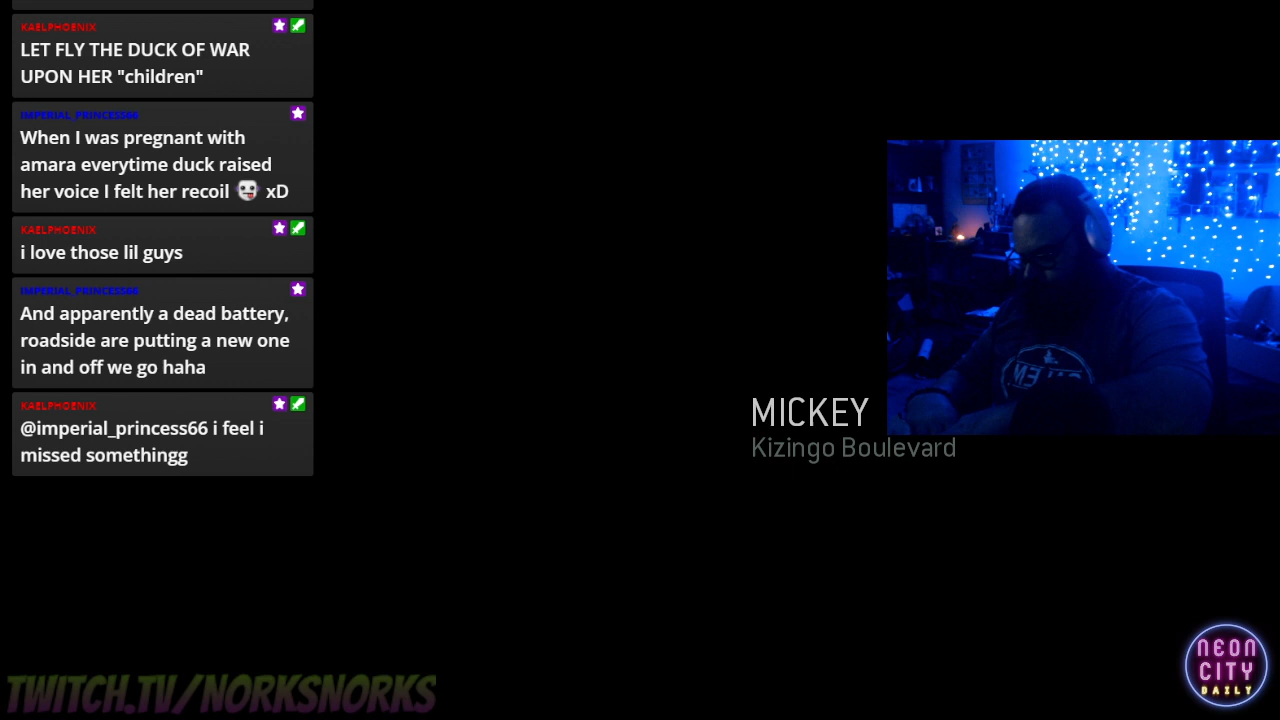 KAELPHOENIX
LET FLY THE DUCK OF WAR
UPON HER "children"
IMPERIAL_PRINCESS66
When I was pregnant with
amara everytime duck raised
her voice I felt her recoil xD
KAELPHOENIX
i love those lil guys
IMPERIAL_PRINCESS66
And apparently a dead battery,
roadside are putting a new one
in and off we go haha
KAELPHOENIX
@imperial_princess66 i feel i
missed somethingg
MICKEY
Kizingo Boulevard
TWITCH.TV/NORKSNORKS
NEON
CITY
DAILY